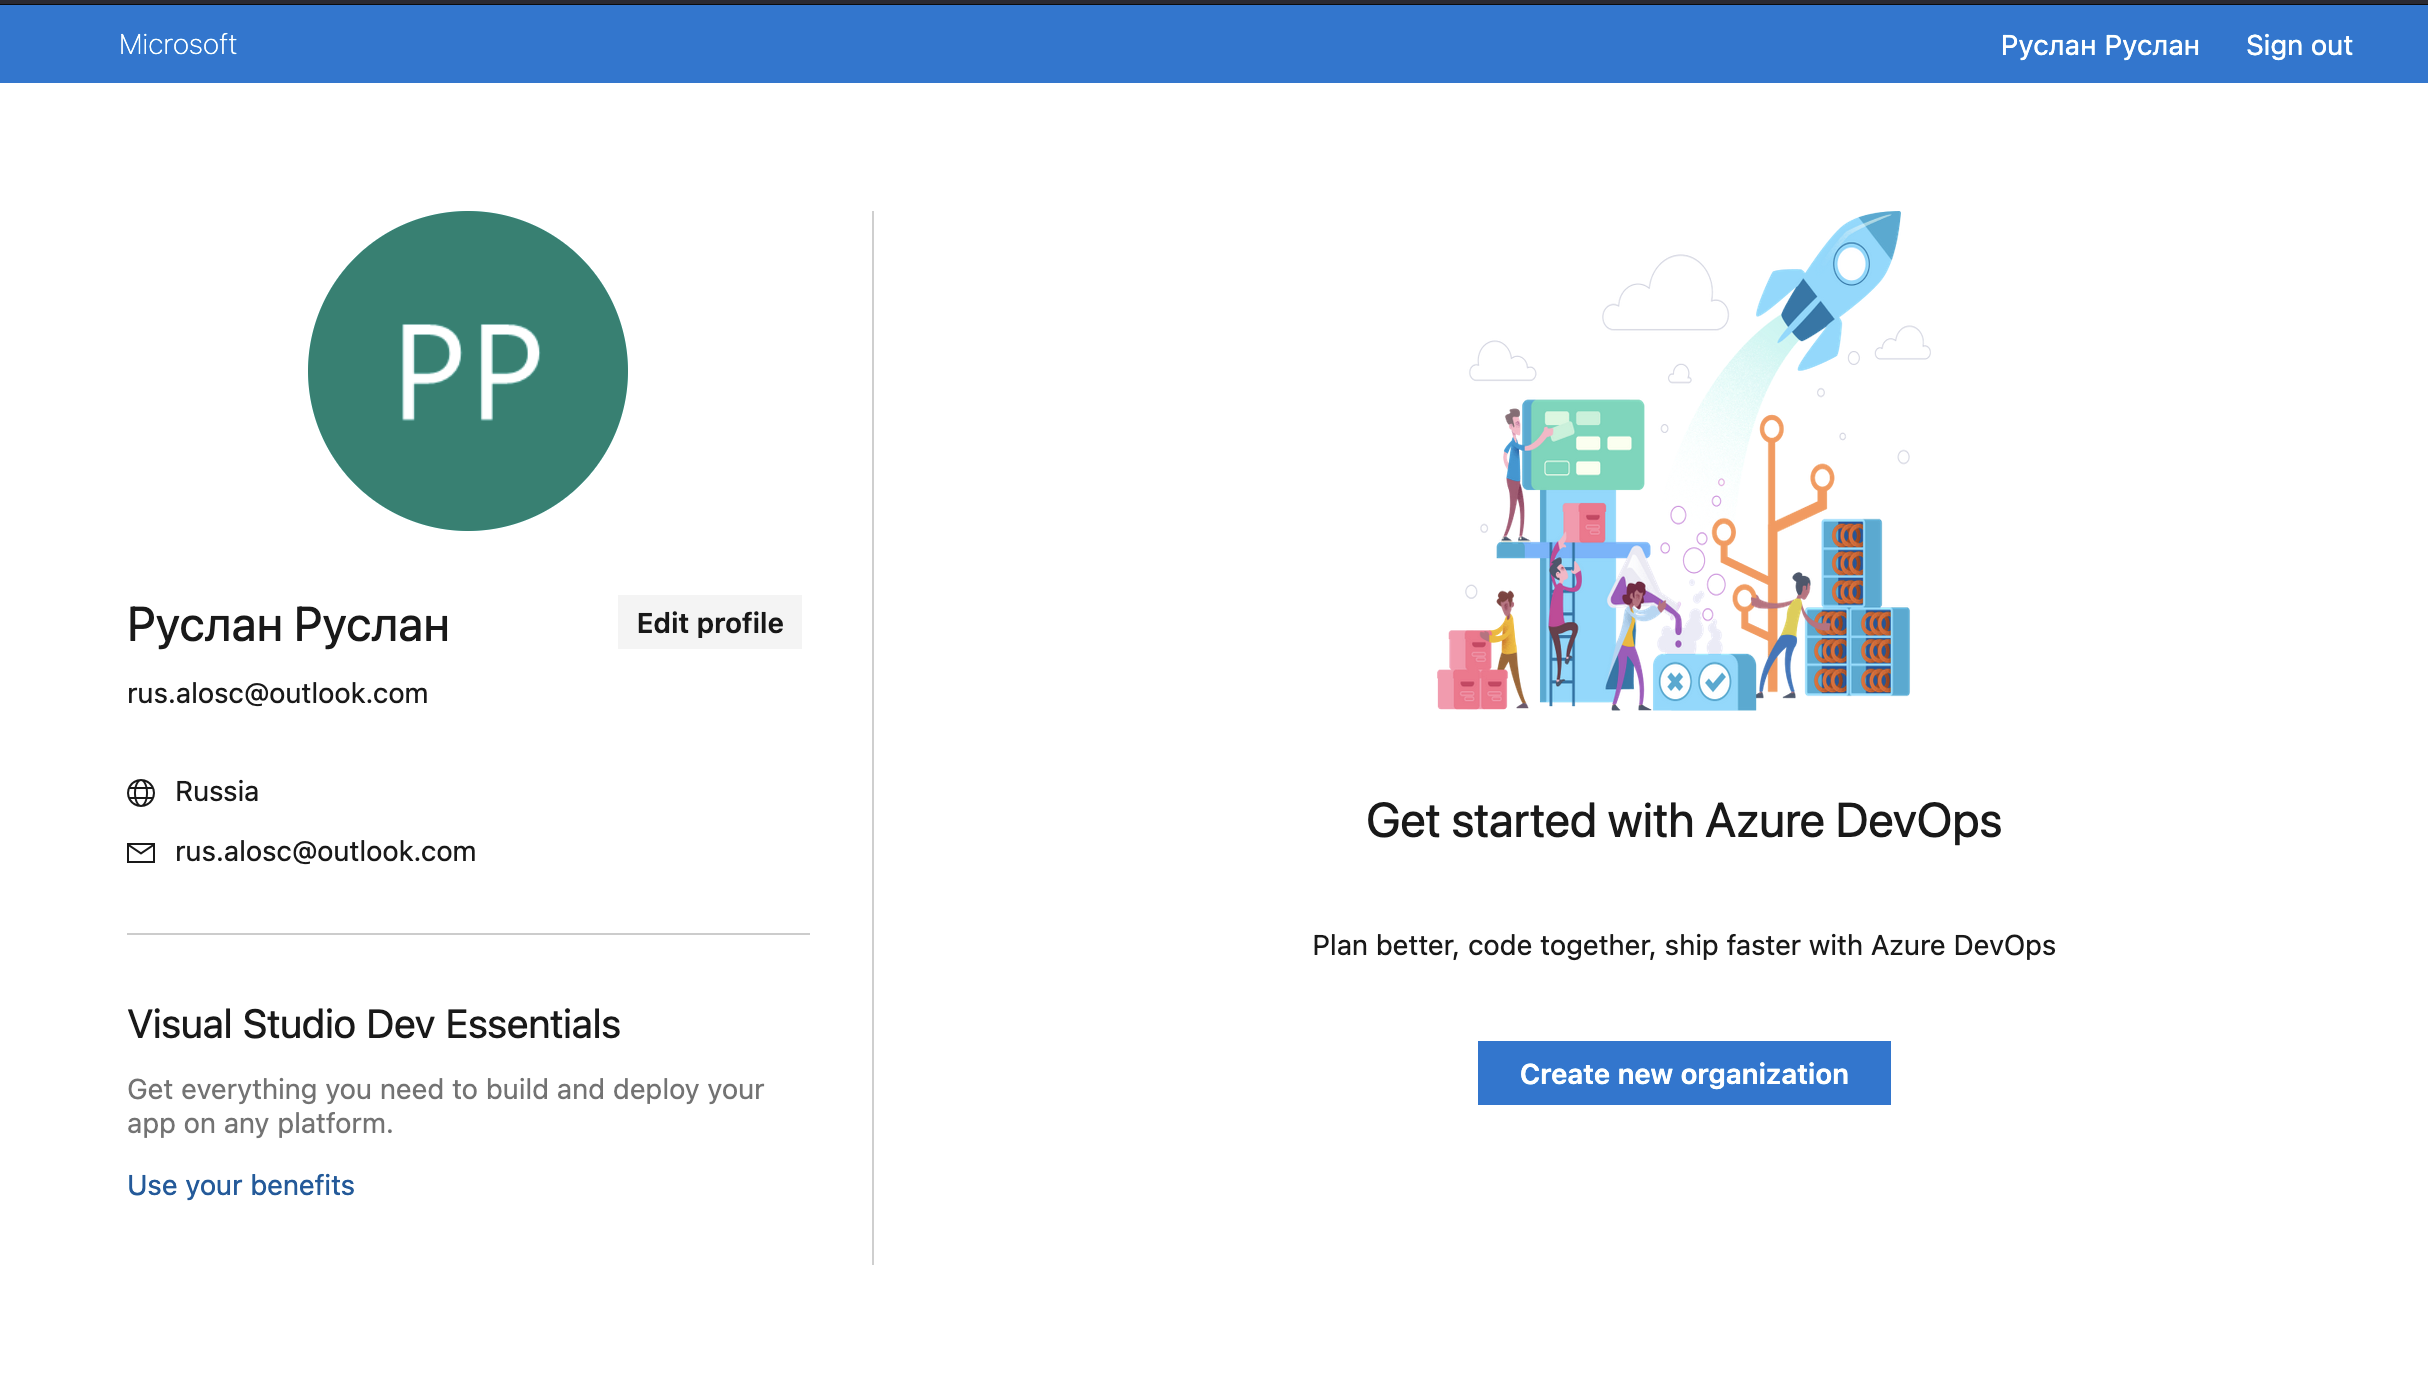 Microsoft
Руслан Руслан
Sign out
РР
Руслан Руслан
Edit profile
rus.alosc@outlook.com
Russia
rus.alosc@outlook.com
Visual Studio Dev Essentials
Get everything you need to build and deploy your
app on any platform.
Use your benefits
Get started with Azure DevOps
Plan better, code together, ship faster with Azure DevOps
Create new organization